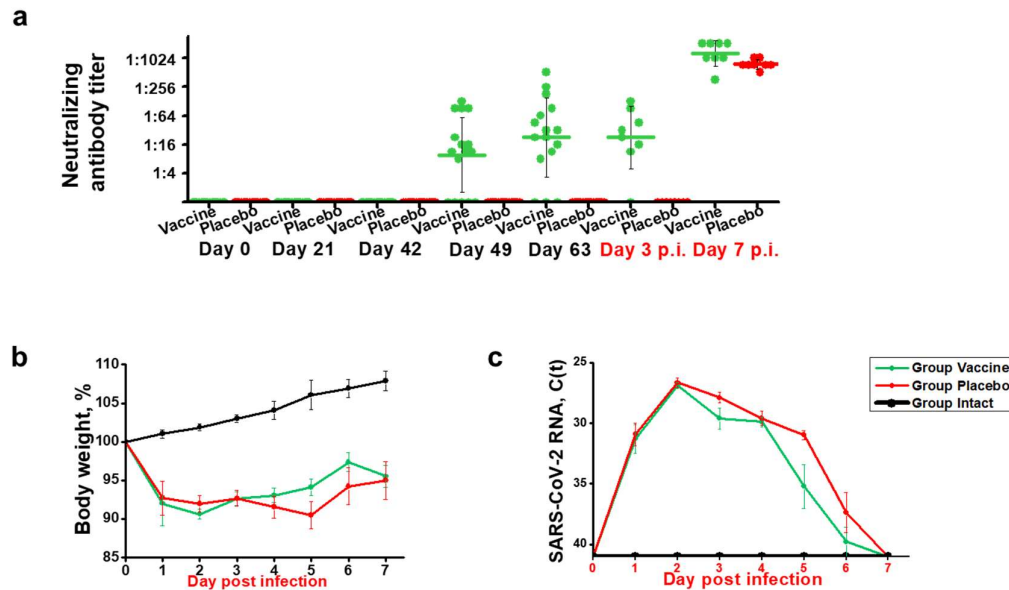 a
Neutralizing
antibody titer
1:1024
1:256
1:64
1:16
1:4
Vaccine Placebo Vaccine Placebo Vaccine Placebo Vaccine Placebo Vaccine Placebo Vaccine Placebo Vaccine Placebo
Day 0 Day 21 Day 42 Day 49 Day 63 Day 3 p.i. Day 7 p.i.
b
Body weight, %
110
105
100
95
90
85
0 1 2 3 4 5 6 7
Day post infection
c
SARS-CoV-2 RNA, C(t)
25
30
35
40
0 1 2 3 4 5 6 7
Day post infection
Group Vaccine
Group Placebo
Group Intact